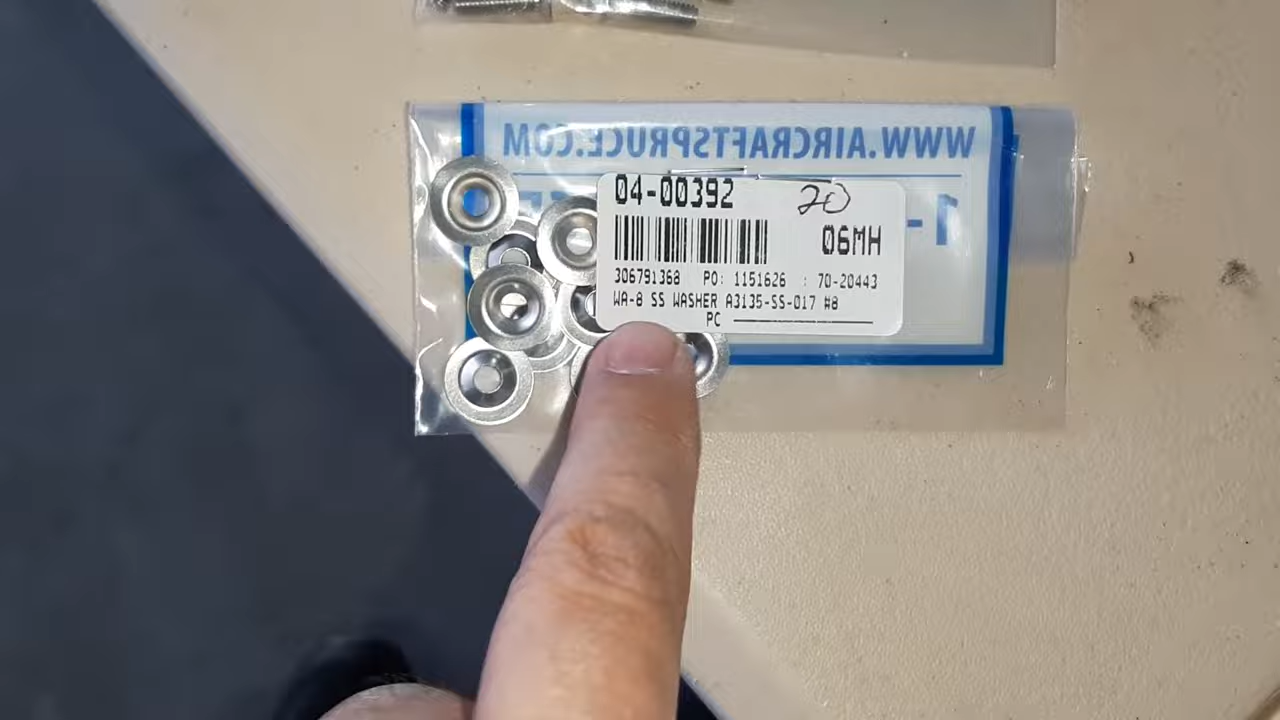 WWW.AIRCRAFTSPRUCE.COM
1-
04-00392 20
06MH
306791368 PO: 1151626 : 70-20443
WA-8 SS WASHER A3135-SS-017 #8
PC